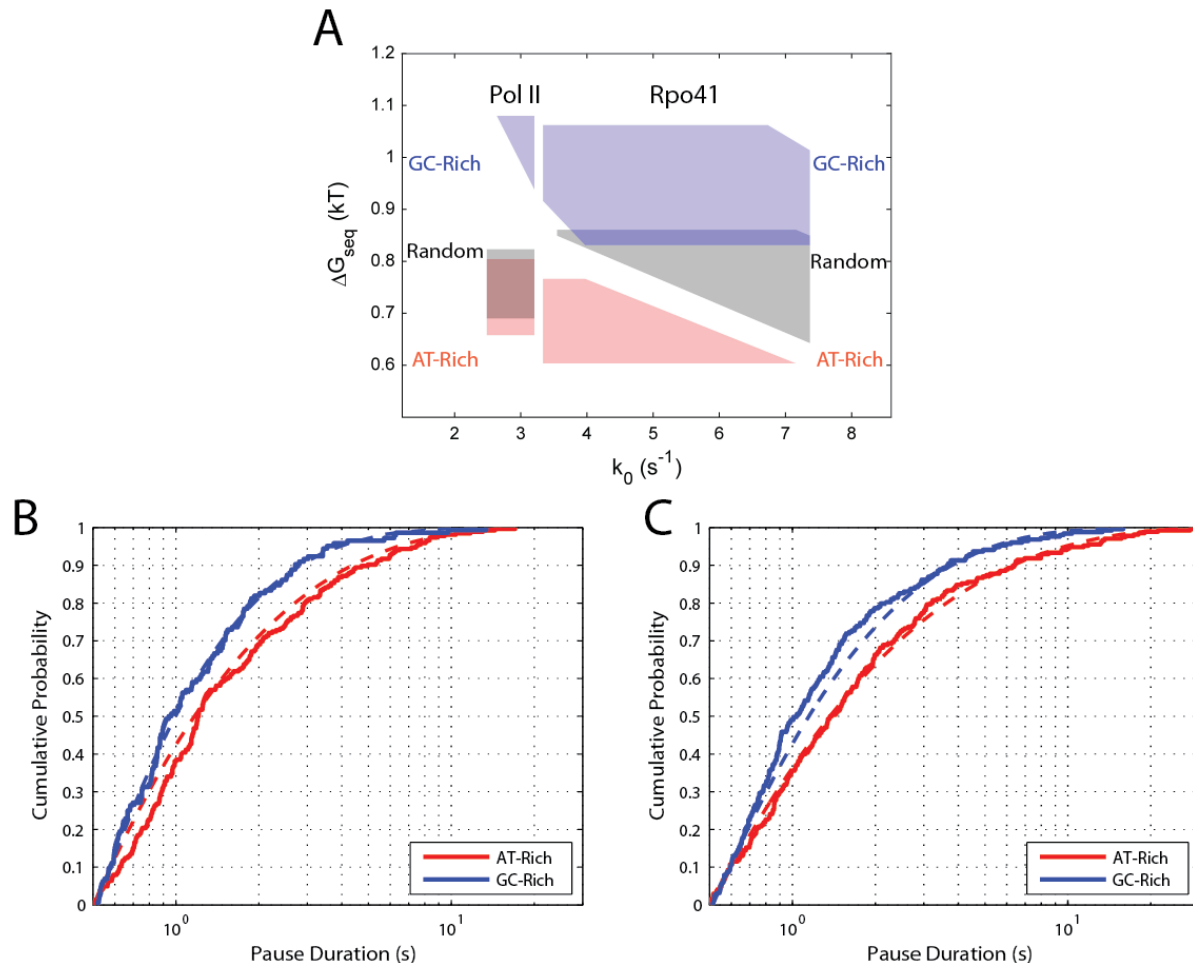 A
1.2
1.1
1
0.9
0.8
0.7
0.6
ΔG_seq (kT)
Pol II Rpo41
GC-Rich GC-Rich
Random Random
AT-Rich AT-Rich
2 3 4 5 6 7 8
k_0 (s^-1)
B
1
0.9
0.8
0.7
0.6
0.5
0.4
0.3
0.2
0.1
0
Cumulative Probability
AT-Rich
GC-Rich
10^0 10^1
Pause Duration (s)
C
1
0.9
0.8
0.7
0.6
0.5
0.4
0.3
0.2
0.1
0
Cumulative Probability
AT-Rich
GC-Rich
10^0 10^1
Pause Duration (s)